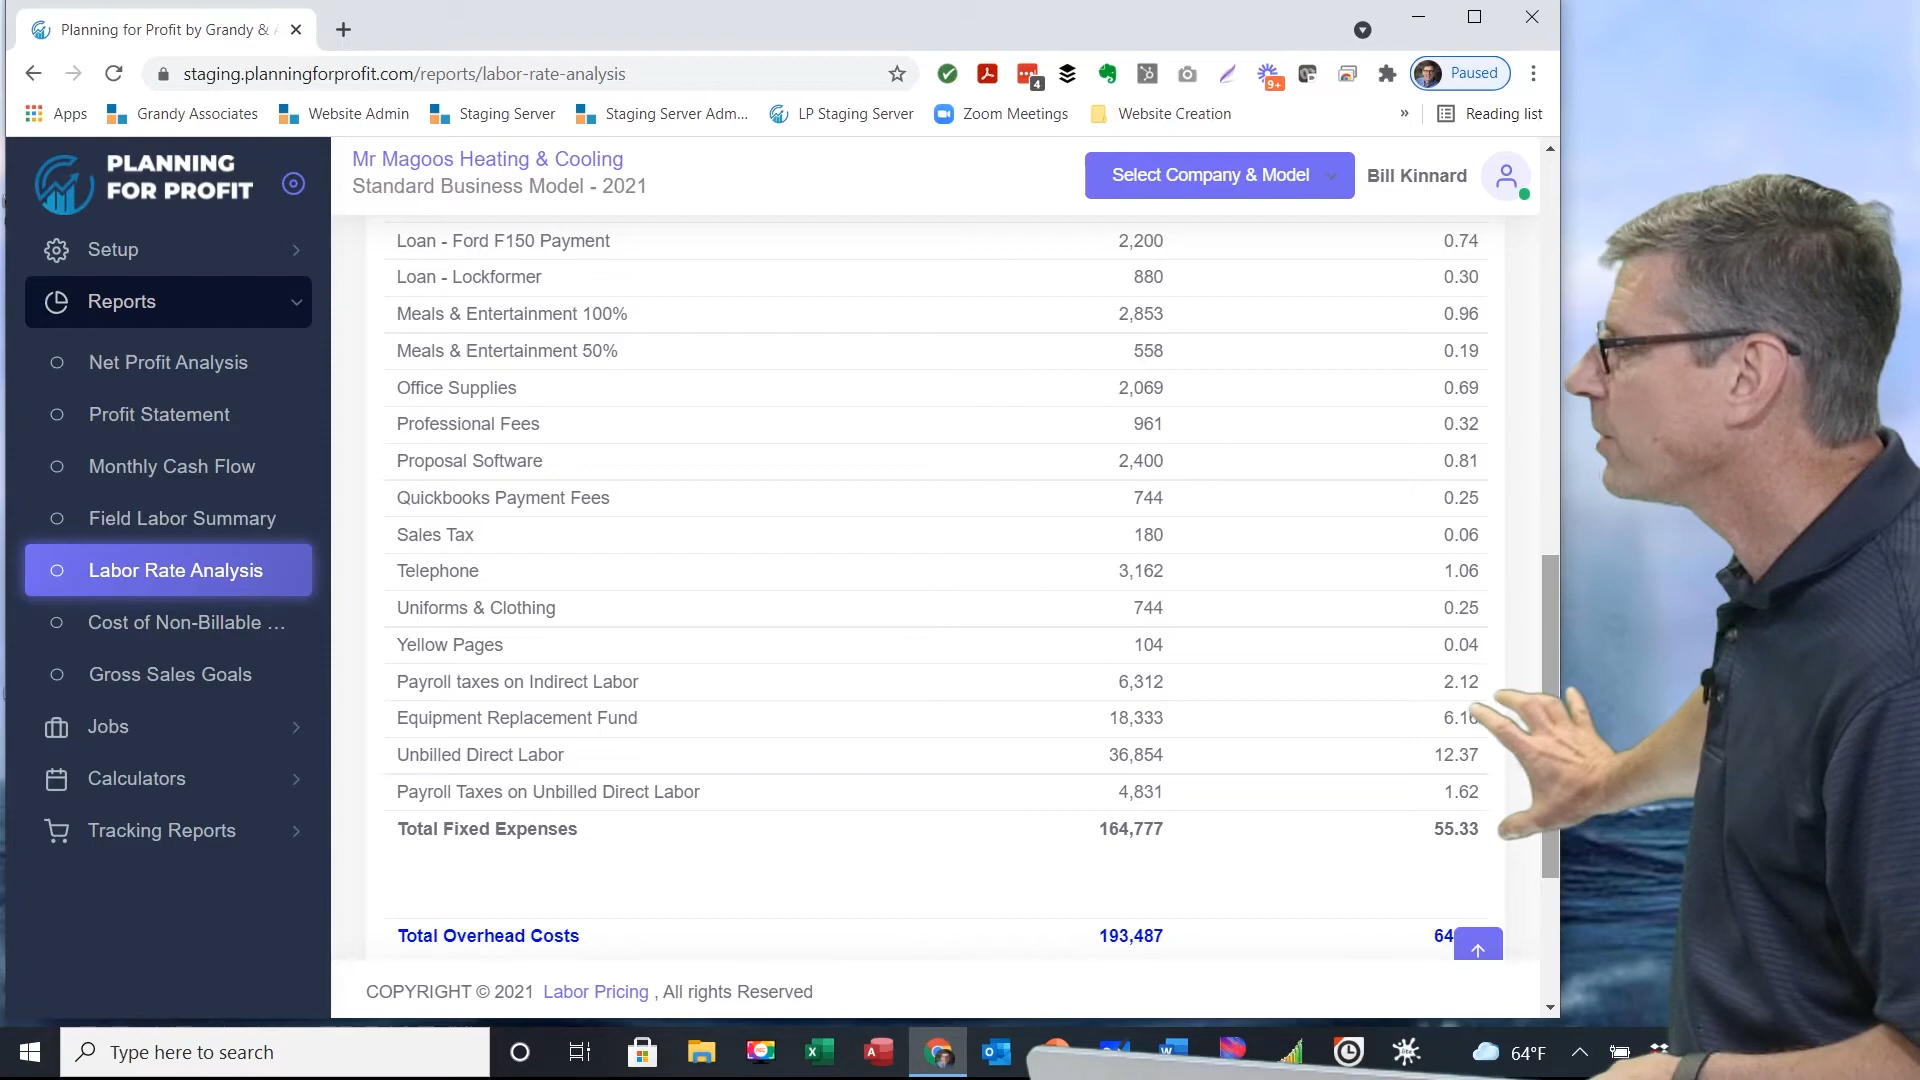 Planning for Profit by Grandy &
staging.planningforprofit.com/reports/labor-rate-analysis
4
9+
Paused
Apps
Grandy Associates
Website Admin
Staging Server
Staging Server Adm...
LP Staging Server
Zoom Meetings
Website Creation
»
Reading list
PLANNING
FOR PROFIT
Mr Magoos Heating & Cooling
Standard Business Model - 2021
Select Company & Model
Bill Kinnard
Setup
Reports
Net Profit Analysis
Profit Statement
Monthly Cash Flow
Field Labor Summary
Labor Rate Analysis
Cost of Non-Billable ...
Gross Sales Goals
Jobs
Calculators
Tracking Reports
Loan - Ford F150 Payment 2,200 0.74
Loan - Lockformer 880 0.30
Meals & Entertainment 100% 2,853 0.96
Meals & Entertainment 50% 558 0.19
Office Supplies 2,069 0.69
Professional Fees 961 0.32
Proposal Software 2,400 0.81
Quickbooks Payment Fees 744 0.25
Sales Tax 180 0.06
Telephone 3,162 1.06
Uniforms & Clothing 744 0.25
Yellow Pages 104 0.04
Payroll taxes on Indirect Labor 6,312 2.12
Equipment Replacement Fund 18,333 6.16
Unbilled Direct Labor 36,854 12.37
Payroll Taxes on Unbilled Direct Labor 4,831 1.62
Total Fixed Expenses 164,777 55.33
Total Overhead Costs 193,487 64
COPYRIGHT © 2021 Labor Pricing , All rights Reserved
Type here to search
64°F